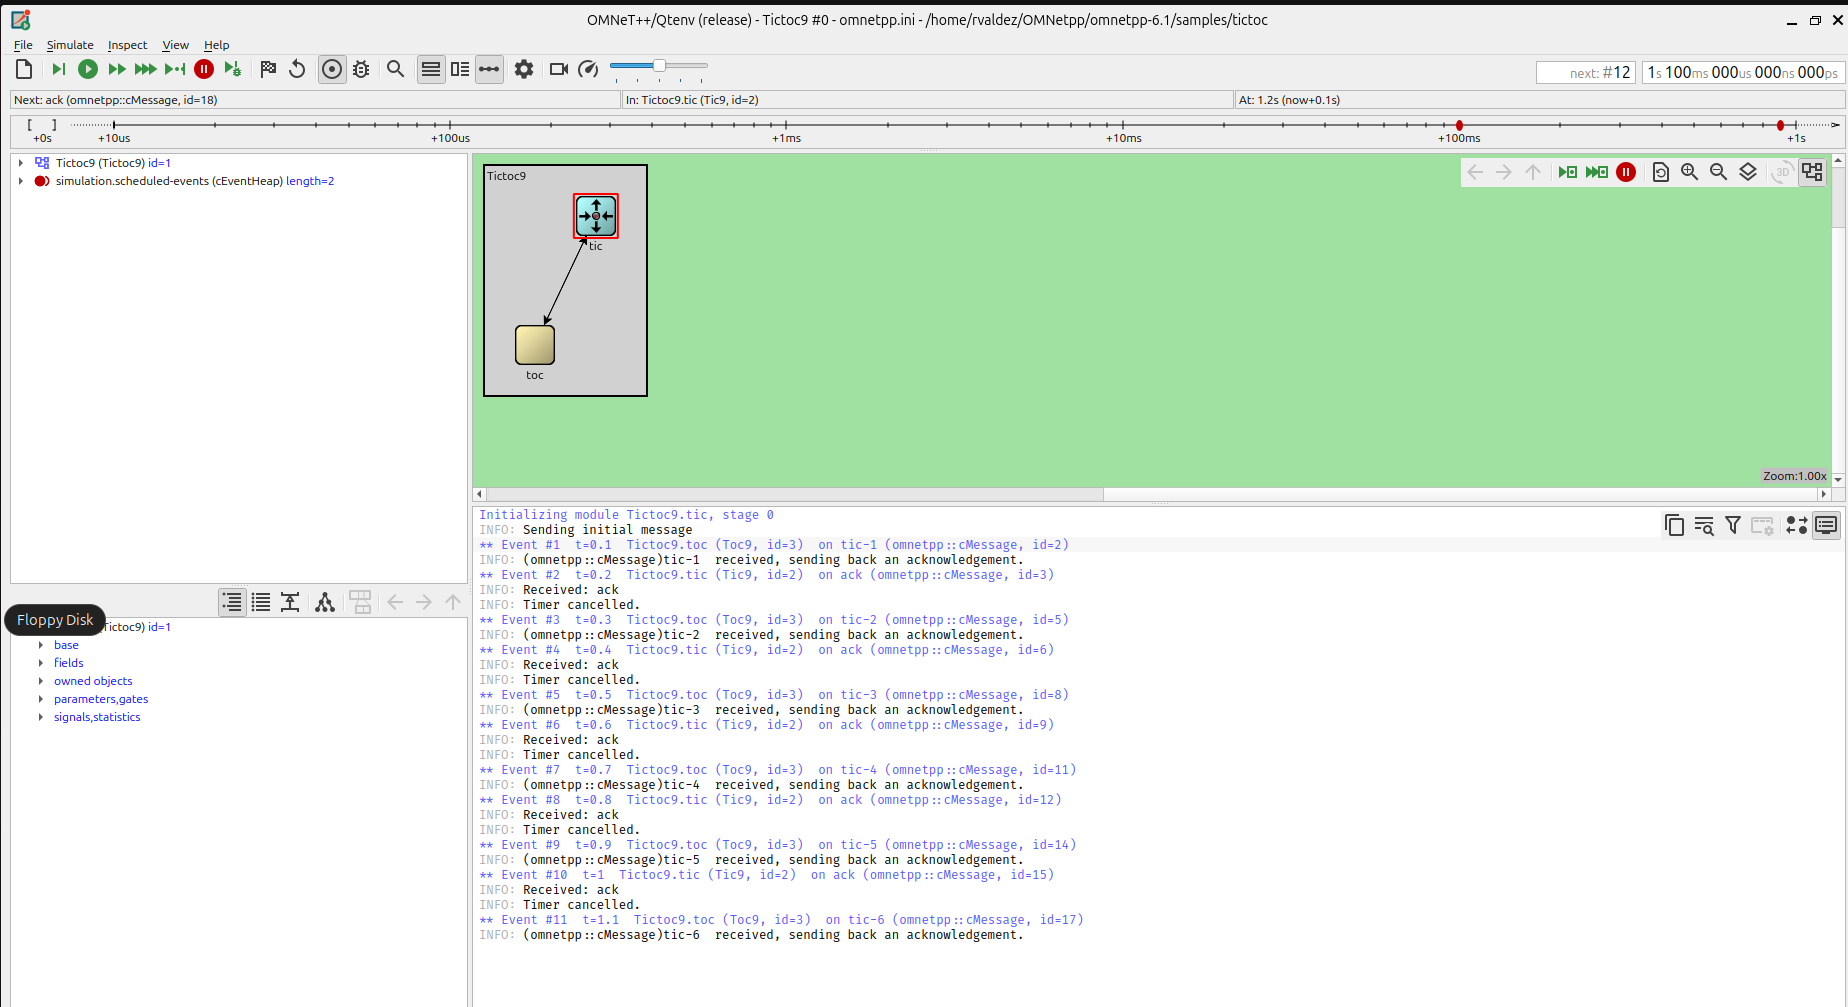 OMNeT++/Qtenv (release) - Tictoc9 #0 - omnetpp.ini - /home/rvaldez/OMNetpp/omnetpp-6.1/samples/tictoc
File Simulate Inspect View Help
next: #12
1s 100ms 000us 000ns 000ps
Next: ack (omnetpp::cMessage, id=18)
In: Tictoc9.tic (Tic9, id=2)
At: 1.2s (now+0.1s)
[ ]
+0s +10us +100us +1ms +10ms +100ms +1s
Tictoc9 (Tictoc9) id=1
simulation.scheduled-events (cEventHeap) length=2
Tictoc9
tic
toc
3D
Zoom:1.00x
Floppy Disk
Tictoc9) id=1
base
fields
owned objects
parameters,gates
signals,statistics
Initializing module Tictoc9.tic, stage 0
INFO: Sending initial message
** Event #1 t=0.1 Tictoc9.toc (Toc9, id=3) on tic-1 (omnetpp::cMessage, id=2)
INFO: (omnetpp::cMessage)tic-1 received, sending back an acknowledgement.
** Event #2 t=0.2 Tictoc9.tic (Tic9, id=2) on ack (omnetpp::cMessage, id=3)
INFO: Received: ack
INFO: Timer cancelled.
** Event #3 t=0.3 Tictoc9.toc (Toc9, id=3) on tic-2 (omnetpp::cMessage, id=5)
INFO: (omnetpp::cMessage)tic-2 received, sending back an acknowledgement.
** Event #4 t=0.4 Tictoc9.tic (Tic9, id=2) on ack (omnetpp::cMessage, id=6)
INFO: Received: ack
INFO: Timer cancelled.
** Event #5 t=0.5 Tictoc9.toc (Toc9, id=3) on tic-3 (omnetpp::cMessage, id=8)
INFO: (omnetpp::cMessage)tic-3 received, sending back an acknowledgement.
** Event #6 t=0.6 Tictoc9.tic (Tic9, id=2) on ack (omnetpp::cMessage, id=9)
INFO: Received: ack
INFO: Timer cancelled.
** Event #7 t=0.7 Tictoc9.toc (Toc9, id=3) on tic-4 (omnetpp::cMessage, id=11)
INFO: (omnetpp::cMessage)tic-4 received, sending back an acknowledgement.
** Event #8 t=0.8 Tictoc9.tic (Tic9, id=2) on ack (omnetpp::cMessage, id=12)
INFO: Received: ack
INFO: Timer cancelled.
** Event #9 t=0.9 Tictoc9.toc (Toc9, id=3) on tic-5 (omnetpp::cMessage, id=14)
INFO: (omnetpp::cMessage)tic-5 received, sending back an acknowledgement.
** Event #10 t=1 Tictoc9.tic (Tic9, id=2) on ack (omnetpp::cMessage, id=15)
INFO: Received: ack
INFO: Timer cancelled.
** Event #11 t=1.1 Tictoc9.toc (Toc9, id=3) on tic-6 (omnetpp::cMessage, id=17)
INFO: (omnetpp::cMessage)tic-6 received, sending back an acknowledgement.